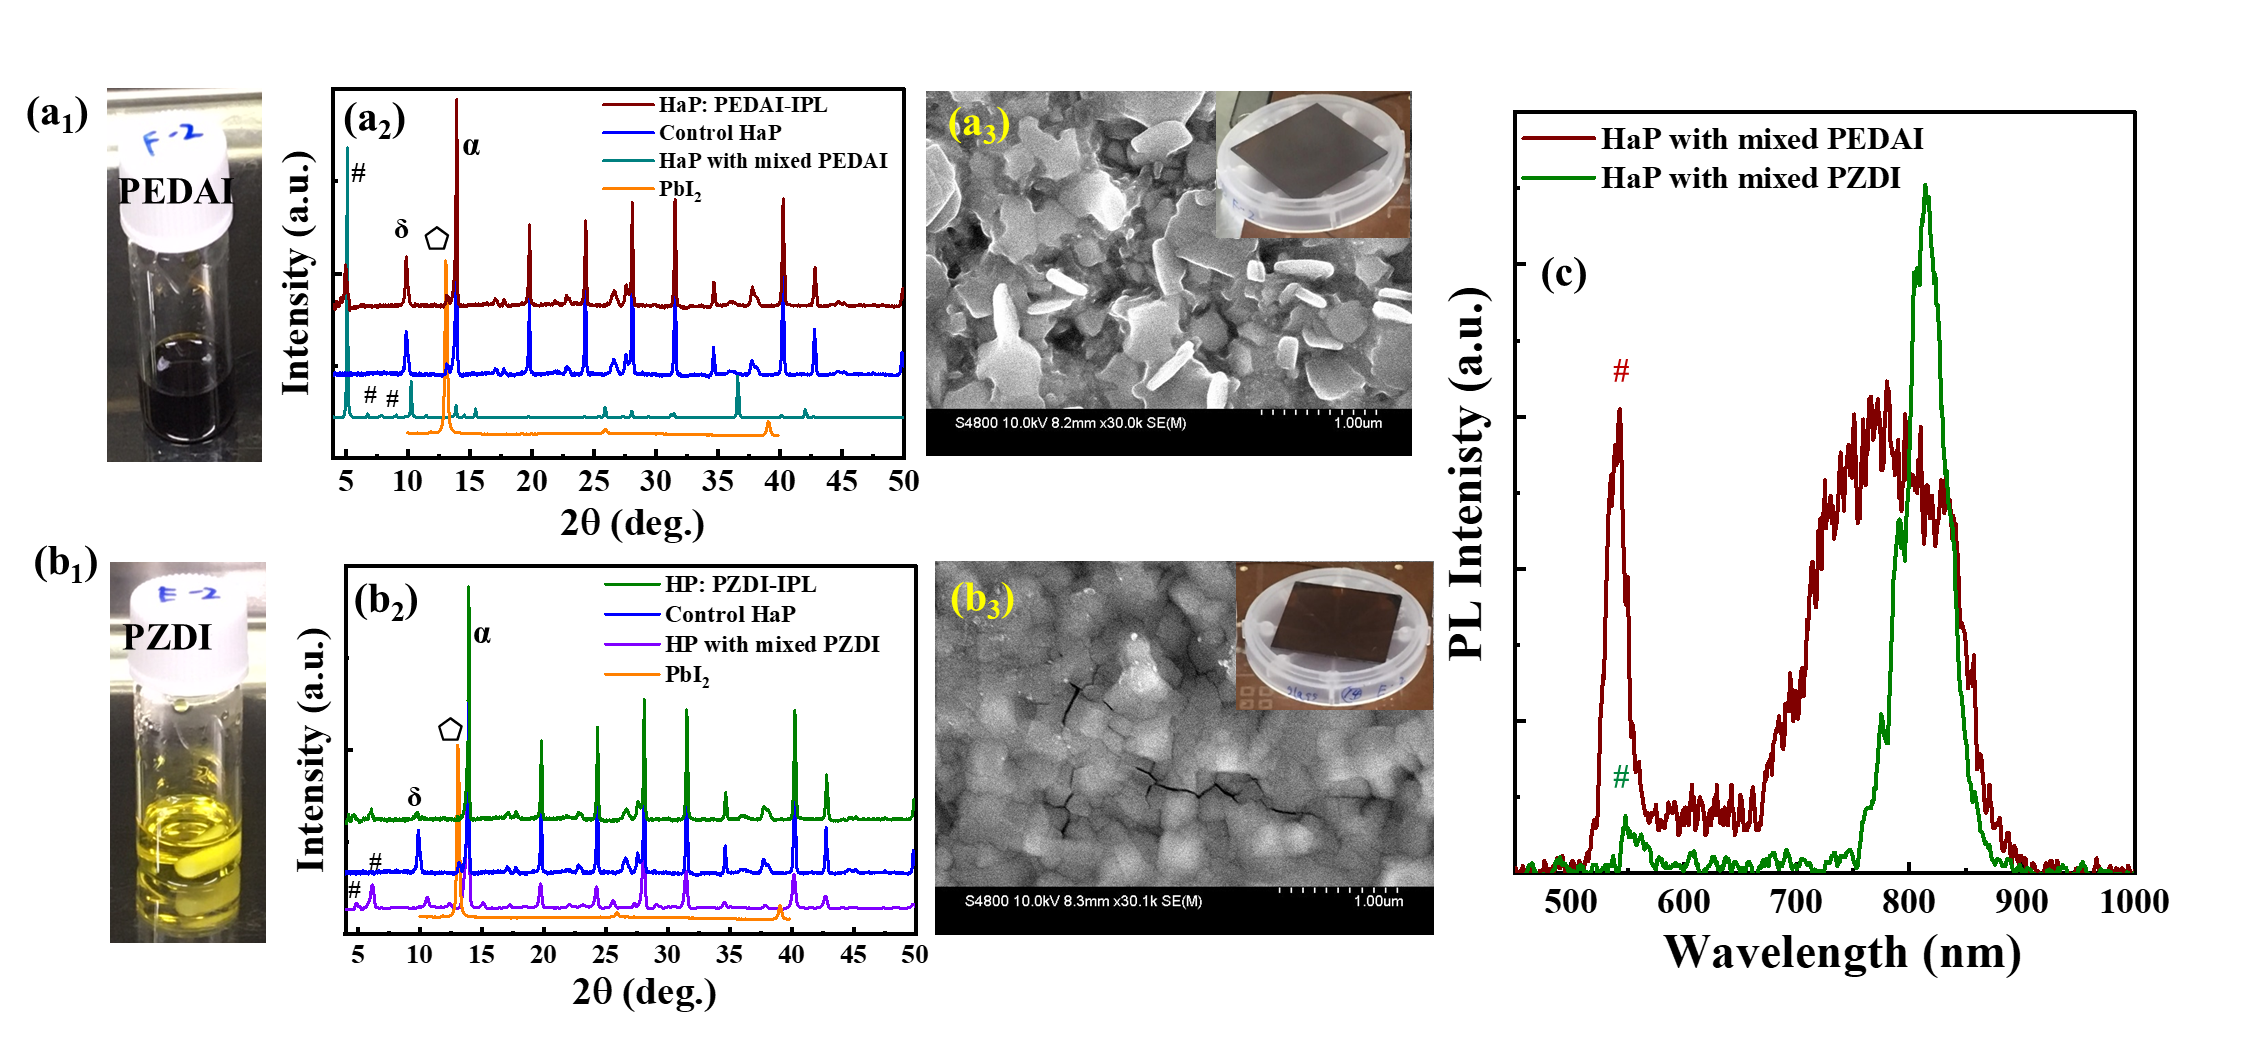 (a1)
F-2
PEDAI
(a2)
HaP: PEDAI-IPL
Control HaP
HaP with mixed PEDAI
PbI2
#
δ
α
# #
Intensity (a.u.)
5 10 15 20 25 30 35 40 45 50
2θ (deg.)
(a3)
S4800 10.0kV 8.2mm x30.0k SE(M)
1.00um
(b1)
E-2
PZDI
(b2)
HP: PZDI-IPL
Control HaP
HP with mixed PZDI
PbI2
α
δ
#
#
Intensity (a.u.)
5 10 15 20 25 30 35 40 45 50
2θ (deg.)
(b3)
S4800 10.0kV 8.3mm x30.1k SE(M)
1.00um
HaP with mixed PEDAI
HaP with mixed PZDI
(c)
#
#
PL Intenisty (a.u.)
500 600 700 800 900 1000
Wavelength (nm)